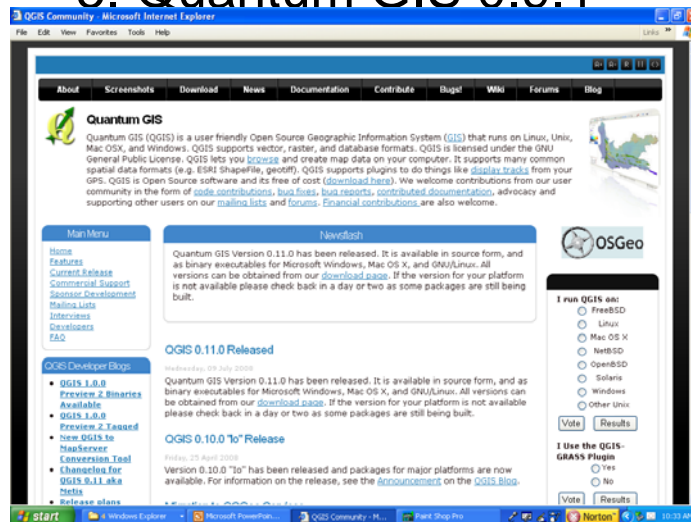 QGIS Community - Microsoft Internet Explorer
File Edit View Favorites Tools Help Links
About Screenshots Download News Documentation Contribute Bugs! Wiki Forums Blog
Quantum GIS
Quantum GIS (QGIS) is a user friendly Open Source Geographic Information System (GIS) that runs on Linux, Unix,
Mac OSX, and Windows. QGIS supports vector, raster, and database formats. QGIS is licensed under the GNU
General Public License. QGIS lets you browse and create map data on your computer. It supports many common
spatial data formats (e.g. ESRI ShapeFile, geotiff). QGIS supports plugins to do things like display tracks from your
GPS. QGIS is Open Source software and its free of cost (download here). We welcome contributions from our user
community in the form of code contributions, bug fixes, bug reports, contributed documentation, advocacy and
supporting other users on our mailing lists and forums. Financial contributions are also welcome.
Main Menu
Home
Features
Current Release
Commercial Support
Sponsor Development
Mailing Lists
Interviews
Developers
FAQ
QGIS Developer Blogs
QGIS 1.0.0
Preview 2 Binaries
Available
QGIS 1.0.0
Preview 2 Tagged
New QGIS to
MapServer
Conversion Tool
Changelog for
QGIS 0.11 aka
Metis
Release plans
Newsflash
Quantum GIS Version 0.11.0 has been released. It is available in source form, and
as binary executables for Microsoft Windows, Mac OS X, and GNU/Linux. All
versions can be obtained from our download page. If the version for your platform
is not available please check back in a day or two as some packages are still being
built.
QGIS 0.11.0 Released
Wednesday, 09 July 2008
Quantum GIS Version 0.11.0 has been released. It is available in source form, and as
binary executables for Microsoft Windows, Mac OS X, and GNU/Linux. All versions can
be obtained from our download page. If the version for your platform is not available
please check back in a day or two as some packages are still being built.
QGIS 0.10.0 "Io" Release
Friday, 25 April 2008
Version 0.10.0 "Io" has been released and packages for major platforms are now
available. For information on the release, see the Announcement on the QGIS Blog.
OSGeo
I run QGIS on:
FreeBSD
Linux
Mac OS X
NetBSD
OpenBSD
Solaris
Windows
Other Unix
Vote Results
I Use the QGIS-
GRASS Plugin
Yes
No
Vote Results
start 4 Windows Explorer Microsoft PowerPoin... QGIS Community - M... Paint Shop Pro Norton 10:33 AM